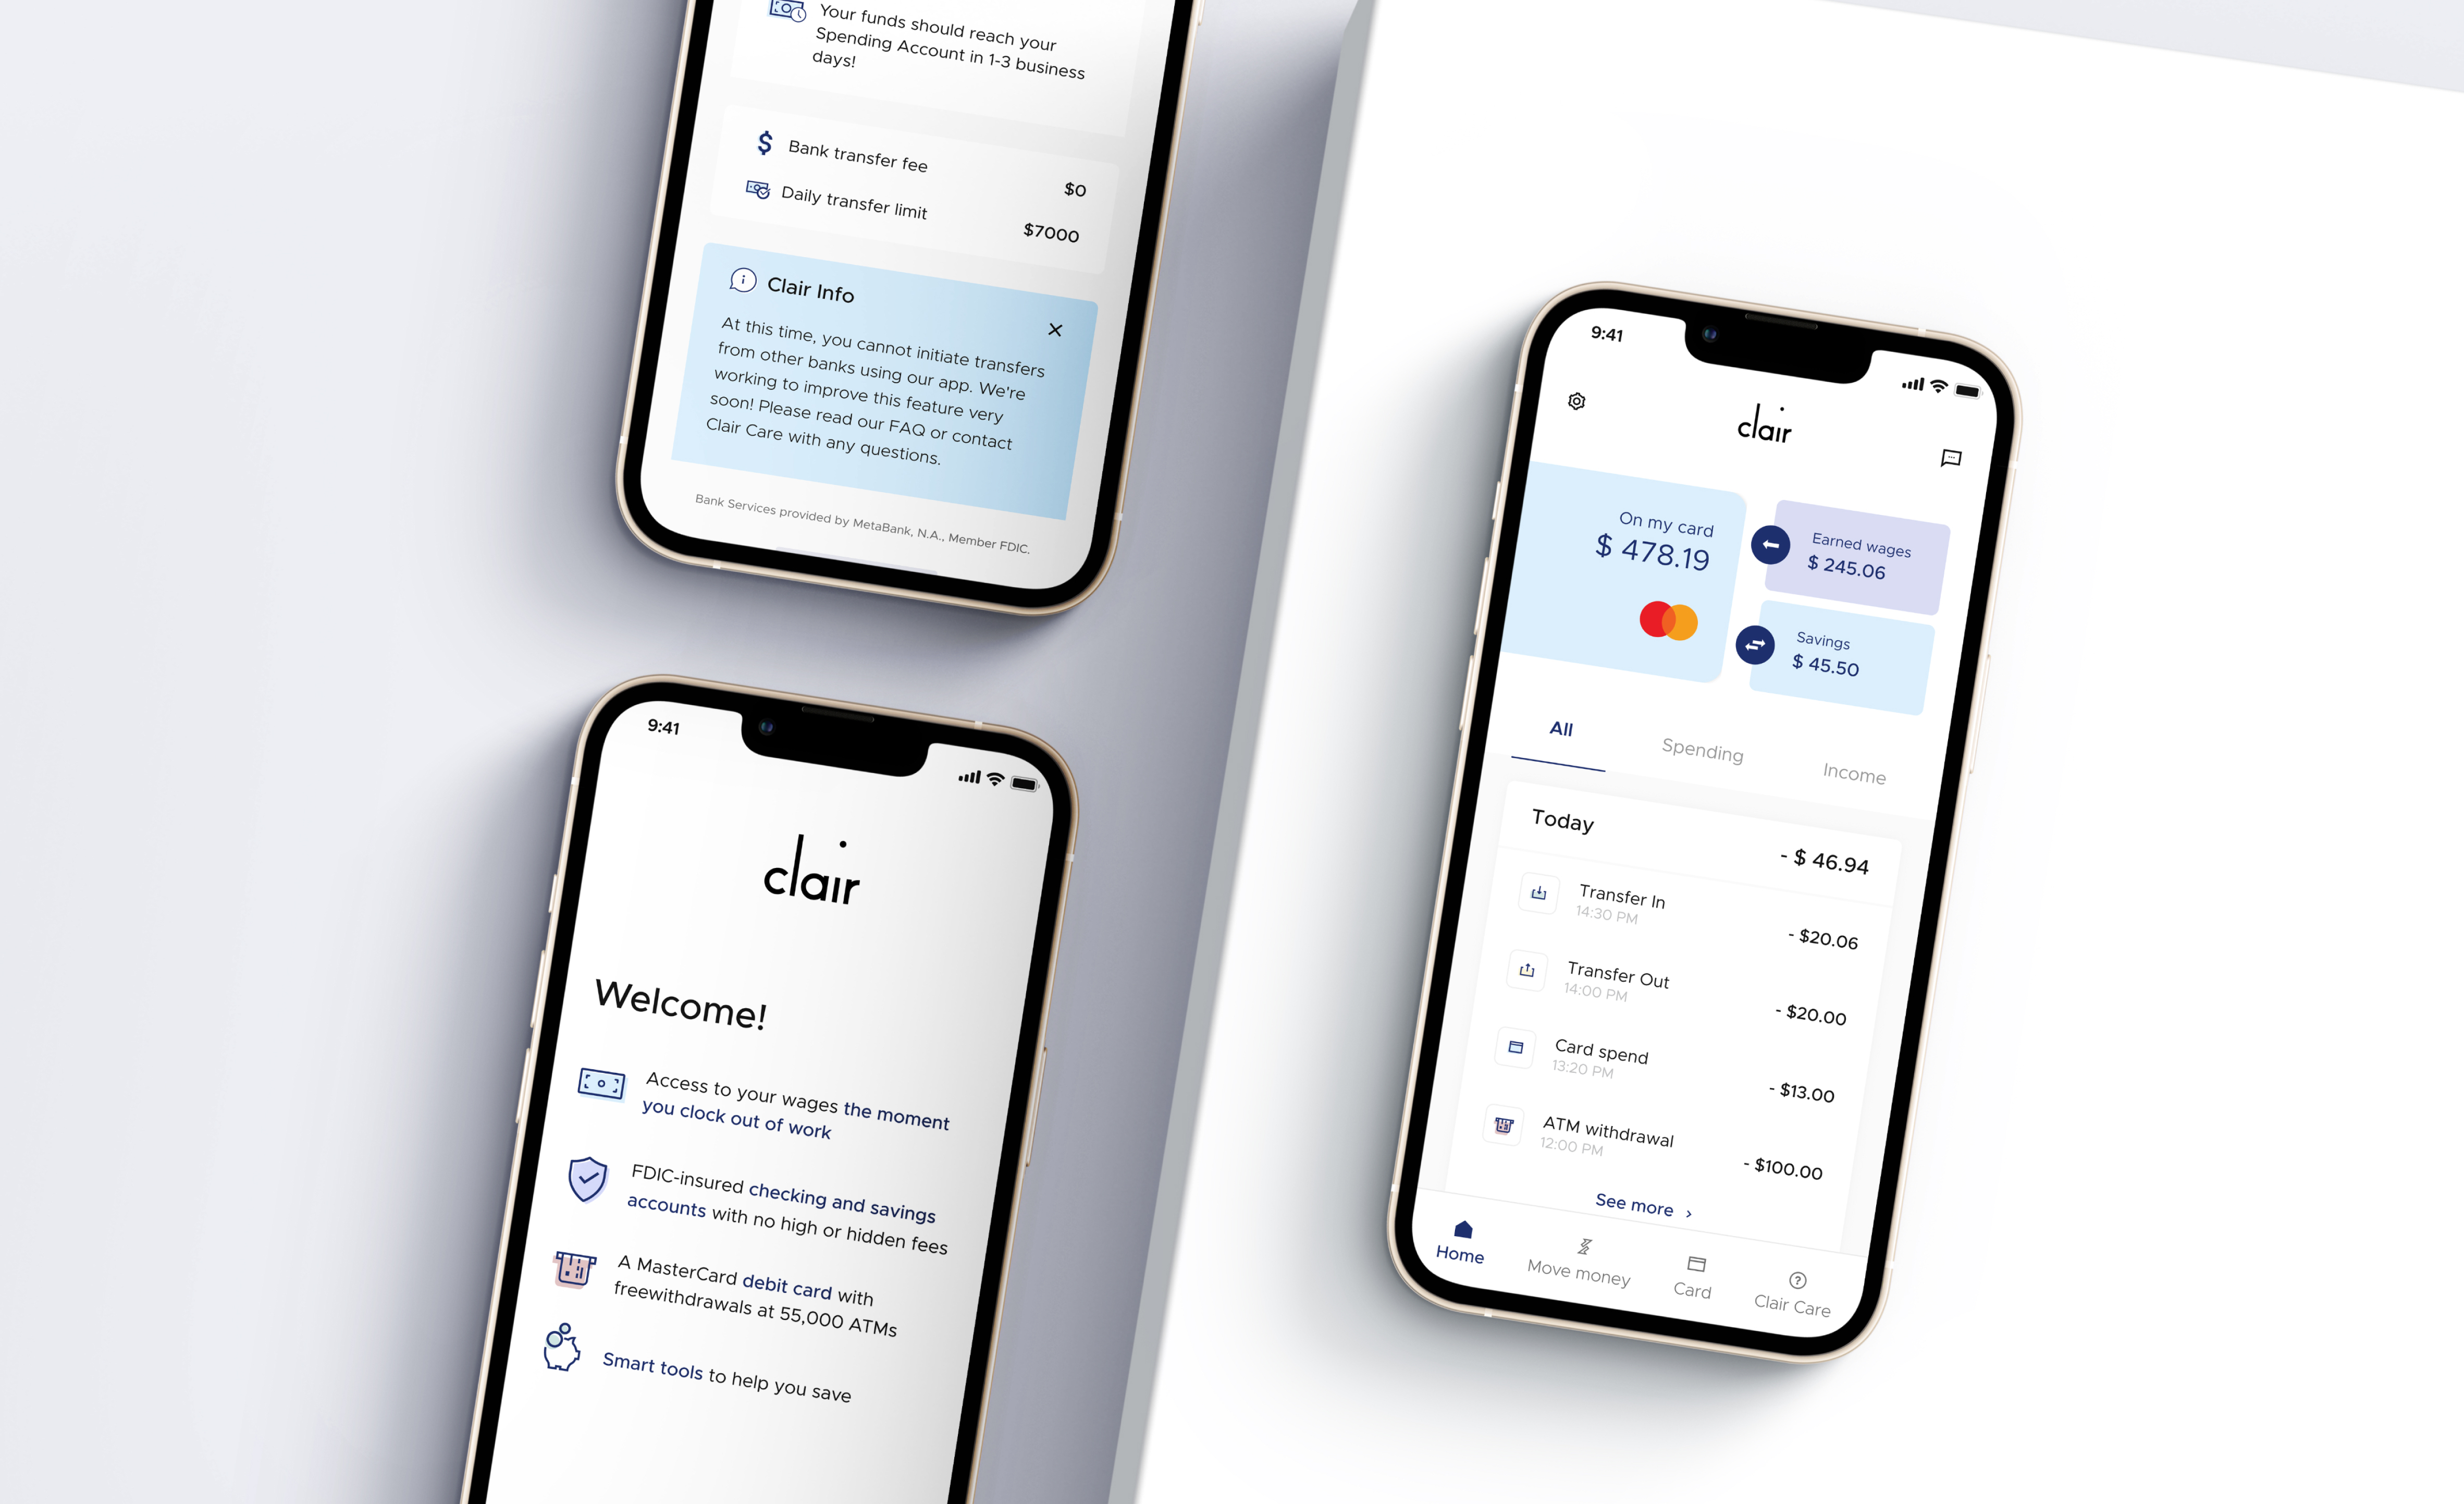 Your funds should reach your
Spending Account in 1-3 business
days!
$ Bank transfer fee $0
Daily transfer limit $7000
Clair Info
At this time, you cannot initiate transfers
from other banks using our app. We're
working to improve this feature very
soon! Please read our FAQ or contact
Clair Care with any questions.
Bank Services provided by MetaBank, N.A., Member FDIC.
9:41
clair
Welcome!
Access to your wages the moment
you clock out of work
FDIC-insured checking and savings
accounts with no high or hidden fees
A MasterCard debit card with
freewithdrawals at 55,000 ATMs
Smart tools to help you save
9:41
clair
On my card
$ 478.19
Earned wages
$ 245.06
Savings
$ 45.50
All Spending Income
Today - $ 46.94
Transfer In - $20.06
14:30 PM
Transfer Out - $20.00
14:00 PM
Card spend - $13.00
13:20 PM
ATM withdrawal - $100.00
12:00 PM
See more >
Home Move money Card Clair Care